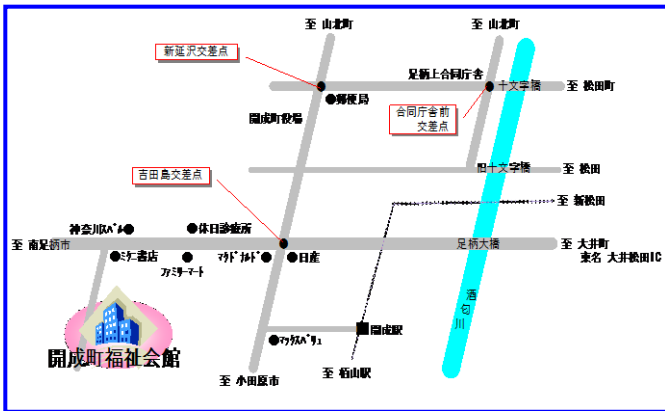 至 山北町
至 山北町
新延沢交差点
足柄上合同庁舎
十文字橋
至 松田町
●郵便局
開成町役場
合同庁舎前
交差点
旧十文字橋
至 松田
吉田島交差点
至 新松田
神奈川スバル●
●休日診療所
至 南足柄市
足柄大橋
至 大井町
東名 大井松田IC
●ミクニ書店
ファミリーマート
マクドナルド●
●日産
酒匂川
開成町福祉会館
●マックスバリュ
開成駅
至 小田原市
至 栢山駅